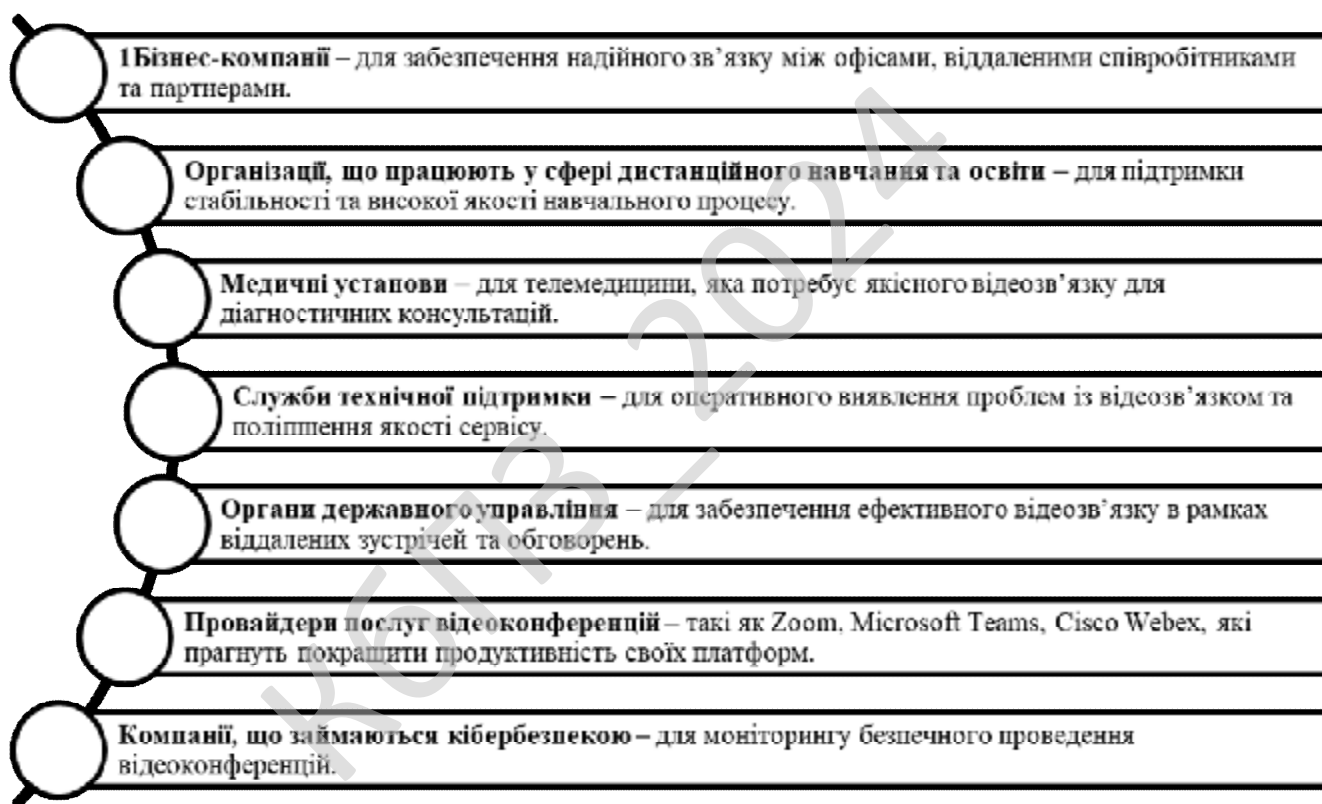 1Бізнес-компанії – для забезпечення надійного зв’язку між офісами, віддаленими співробітниками
та партнерами.
Організації, що працюють у сфері дистанційного навчання та освіти – для підтримки
стабільності та високої якості навчального процесу.
Медичні установи – для телемедицини, яка потребує якісного відеозв’язку для
діагностичних консультацій.
Служби технічної підтримки – для оперативного виявлення проблем із відеозв’язком та
поліпшення якості сервісу.
Органи державного управління – для забезпечення ефективного відеозв’язку в рамках
віддалених зустрічей та обговорень.
Провайдери послуг відеоконференцій – такі як Zoom, Microsoft Teams, Cisco Webex, які
прагнуть покращити продуктивність своїх платформ.
Компанії, що займаються кібербезпекою – для моніторингу безпечного проведення
відеоконференцій.
КбПЗ_2024